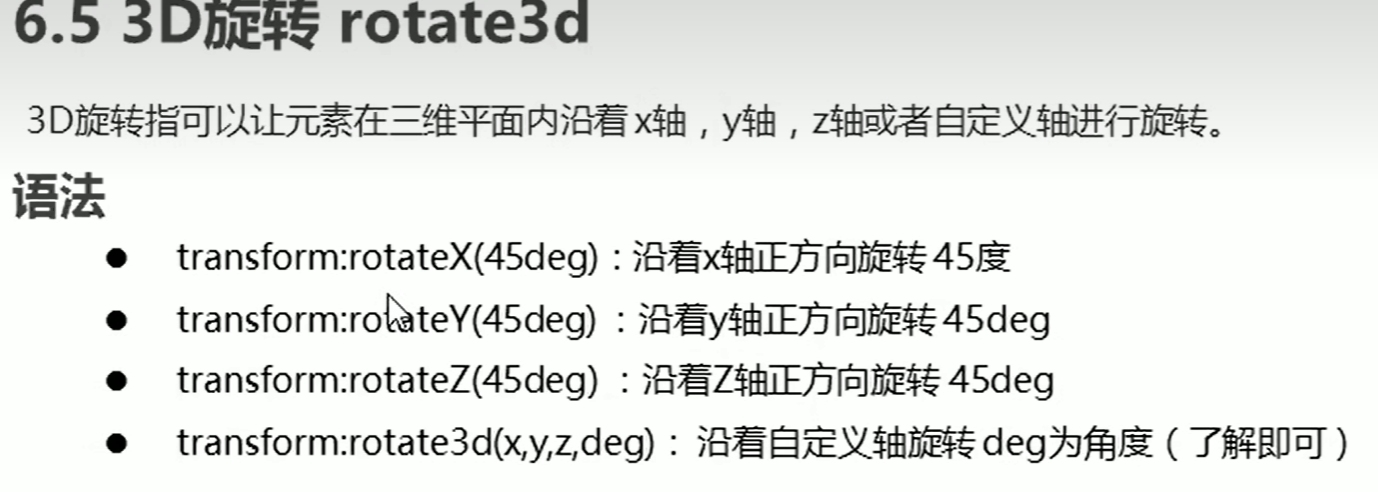 6.5 3D旋转 rotate3d
3D旋转指可以让元素在三维平面内沿着 x轴，y轴，z轴或者自定义轴进行旋转。
语法
● transform:rotateX(45deg)：沿着x轴正方向旋转 45度
● transform:rotateY(45deg) ：沿着y轴正方向旋转 45deg
● transform:rotateZ(45deg) ：沿着Z轴正方向旋转 45deg
● transform:rotate3d(x,y,z,deg)： 沿着自定义轴旋转 deg为角度（了解即可）